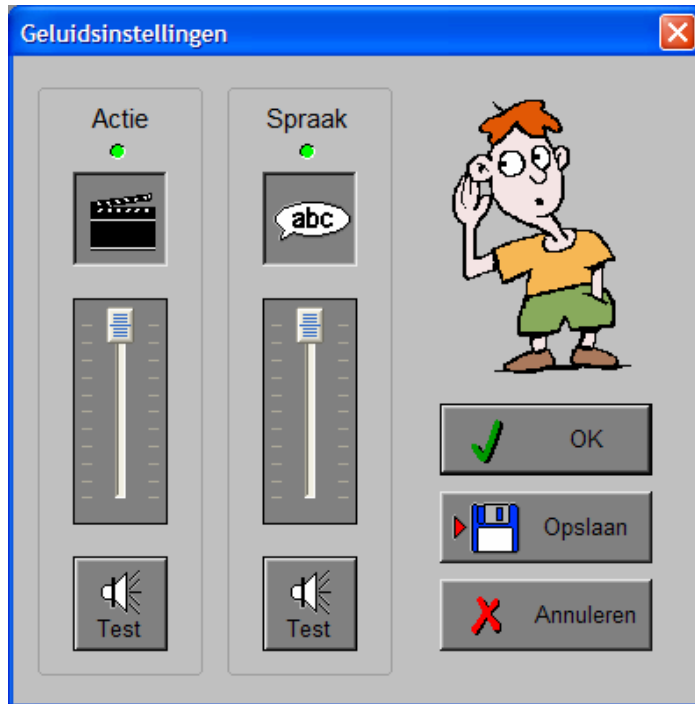 Geluidsinstellingen
Actie
Spraak
abc
Test
Test
OK
Opslaan
Annuleren